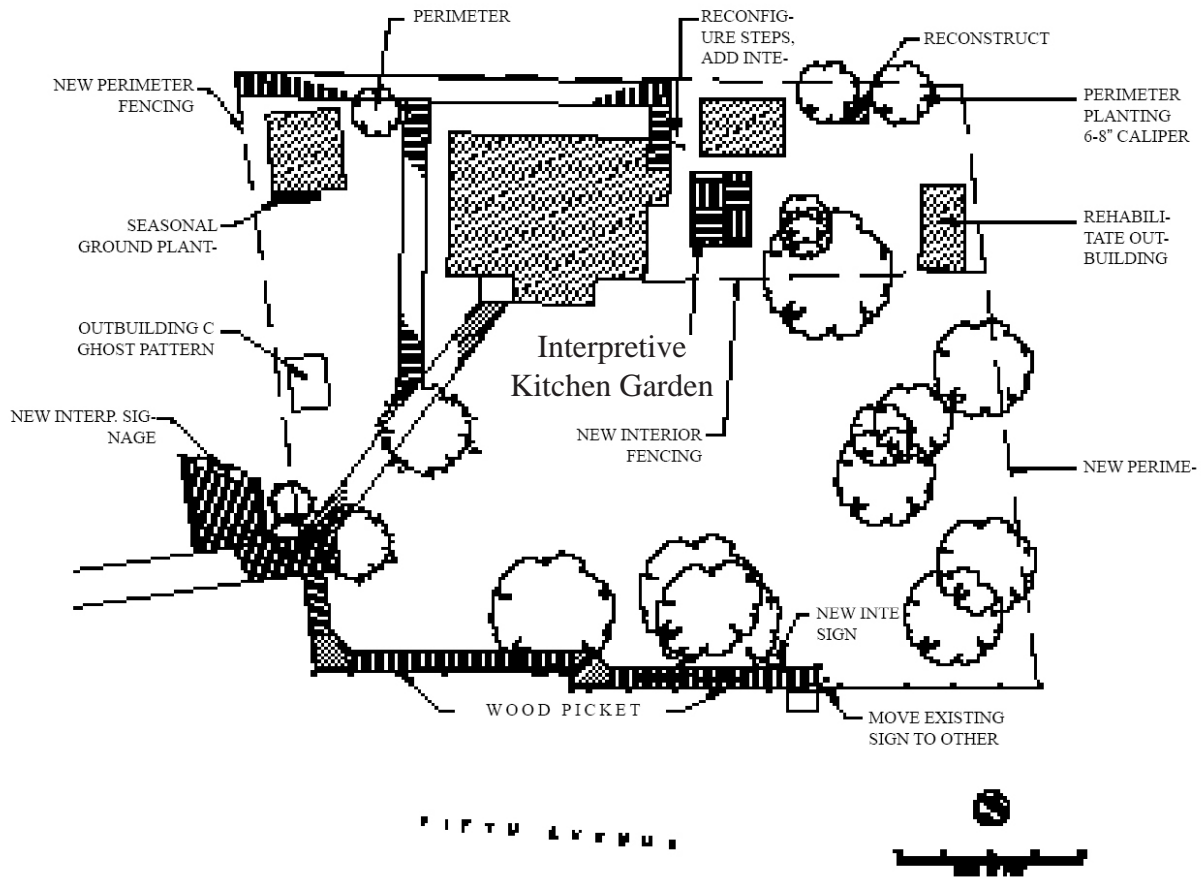 PERIMETER
RECONFIG-
URE STEPS,
ADD INTE-
RECONSTRUCT
NEW PERIMETER
FENCING
PERIMETER
PLANTING
6-8" CALIPER
SEASONAL
GROUND PLANT-
REHABILI-
TATE OUT-
BUILDING
OUTBUILDING C
GHOST PATTERN
Interpretive
Kitchen Garden
NEW INTERP. SIG-
NAGE
NEW INTERIOR
FENCING
NEW PERIME-
NEW INTE
SIGN
WOOD PICKET
MOVE EXISTING
SIGN TO OTHER
FIFTH AVENUE